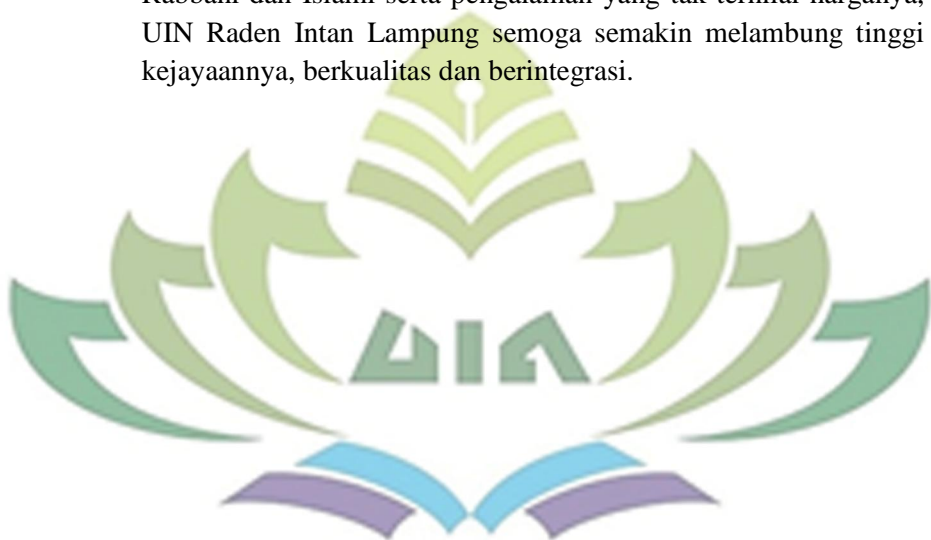 Rabbani dan Islami serta pengalaman yang tak ternilai harganya,
UIN Raden Intan Lampung semoga semakin melambung tinggi
kejayaannya, berkualitas dan berintegrasi.
UIN